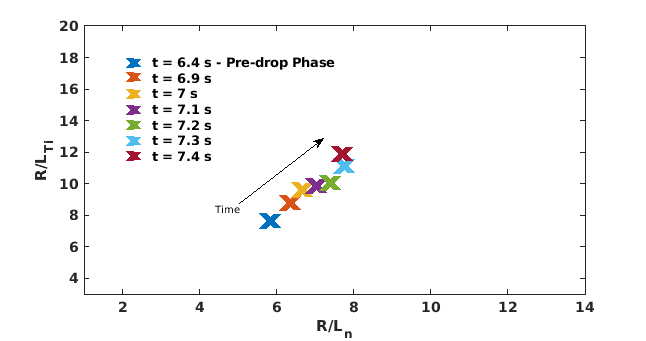 20
18
16
14
12
10
8
6
4
R/L_Ti
t = 6.4 s - Pre-drop Phase
t = 6.9 s
t = 7 s
t = 7.1 s
t = 7.2 s
t = 7.3 s
t = 7.4 s
Time
2 4 6 8 10 12 14
R/L_n